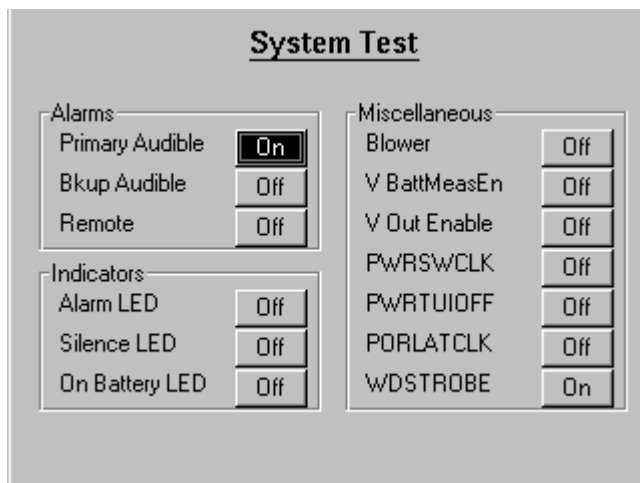 System Test
Alarms
Primary Audible On
Bkup Audible Off
Remote Off
Indicators
Alarm LED Off
Silence LED Off
On Battery LED Off
Miscellaneous
Blower Off
V BattMeasEn Off
V Out Enable Off
PWRSWCLK Off
PWRTUIOFF Off
PORLATCLK Off
WDSTROBE On